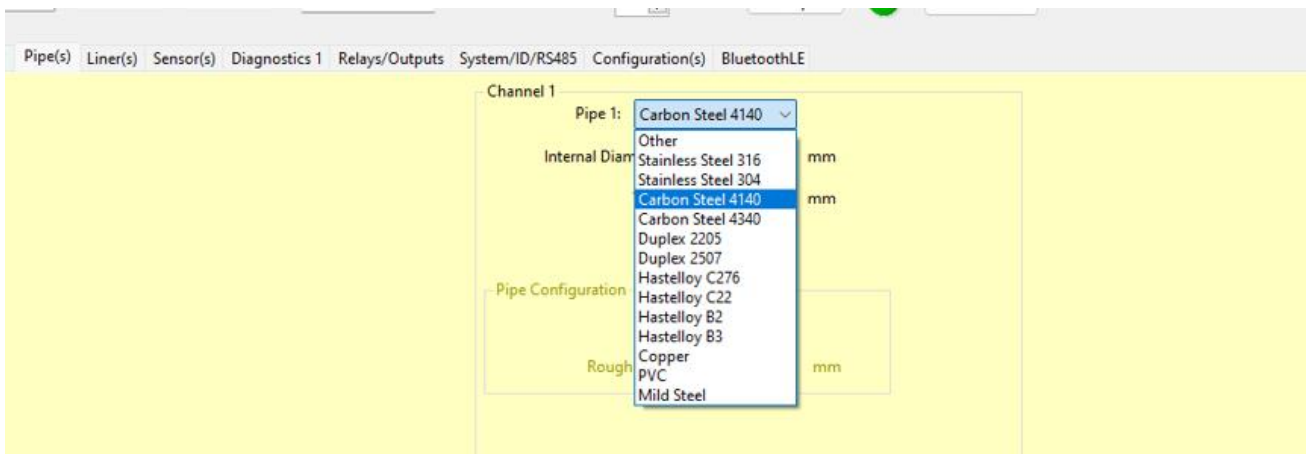 Pipe(s) Liner(s) Sensor(s) Diagnostics 1 Relays/Outputs System/ID/RS485 Configuration(s) BluetoothLE
Channel 1
Pipe 1: Carbon Steel 4140
Other
Internal Diam Stainless Steel 316 mm
Stainless Steel 304
Carbon Steel 4140 mm
Carbon Steel 4340
Duplex 2205
Duplex 2507
Hastelloy C276
Pipe Configuration Hastelloy C22
Hastelloy B2
Hastelloy B3
Copper
Rough PVC mm
Mild Steel